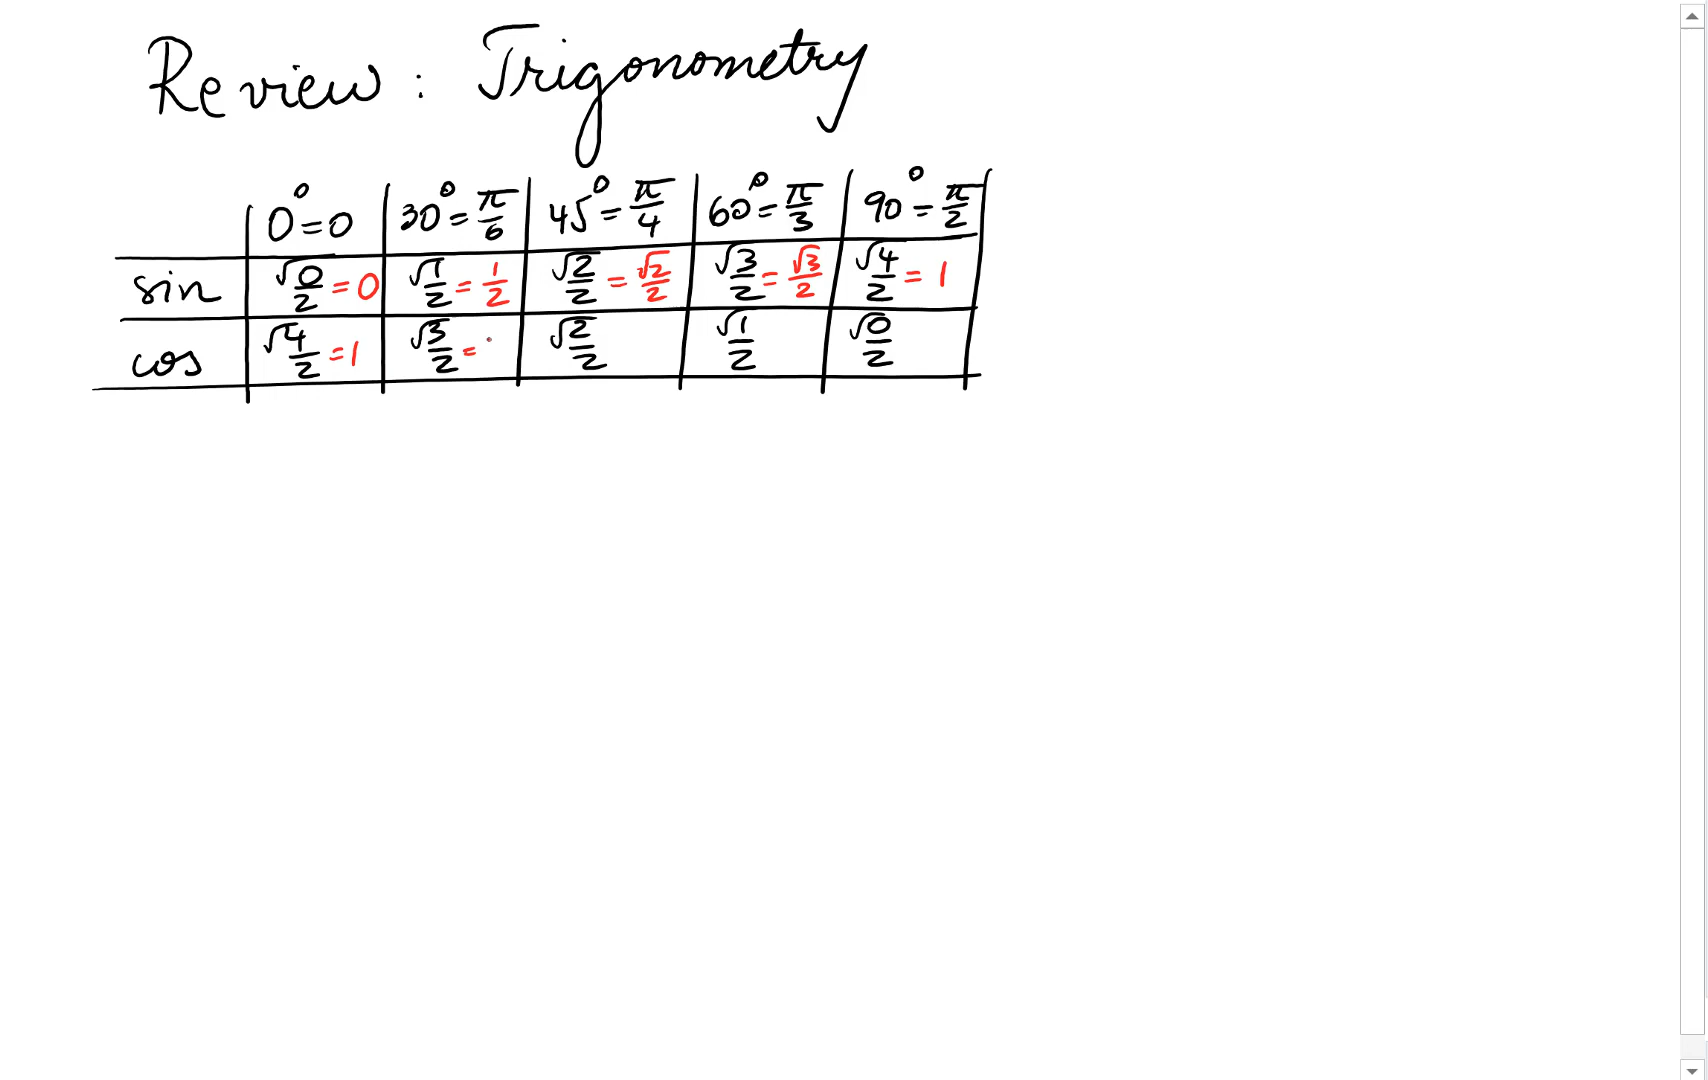 Review: Trigonometry
0° = 0 | 30° = π/6 | 45° = π/4 | 60° = π/3 | 90° = π/2
sin | √0/2 = 0 | √1/2 = 1/2 | √2/2 = √2/2 | √3/2 = √3/2 | √4/2 = 1
cos | √4/2 = 1 | √3/2 = | √2/2 | √1/2 | √0/2